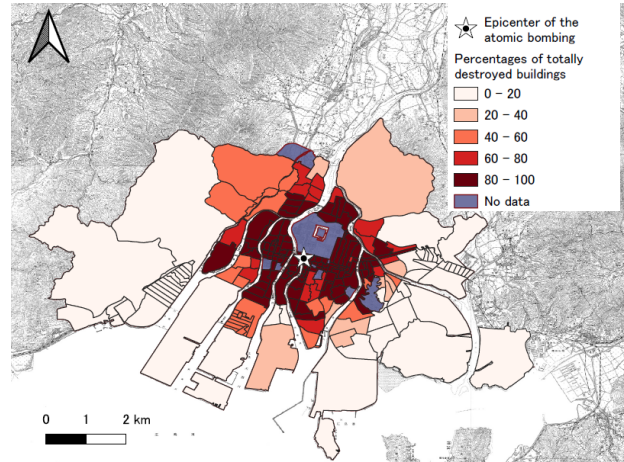 Epicenter of the
atomic bombing
Percentages of totally
destroyed buildings
0 - 20
20 - 40
40 - 60
60 - 80
80 - 100
No data
0 1 2 km